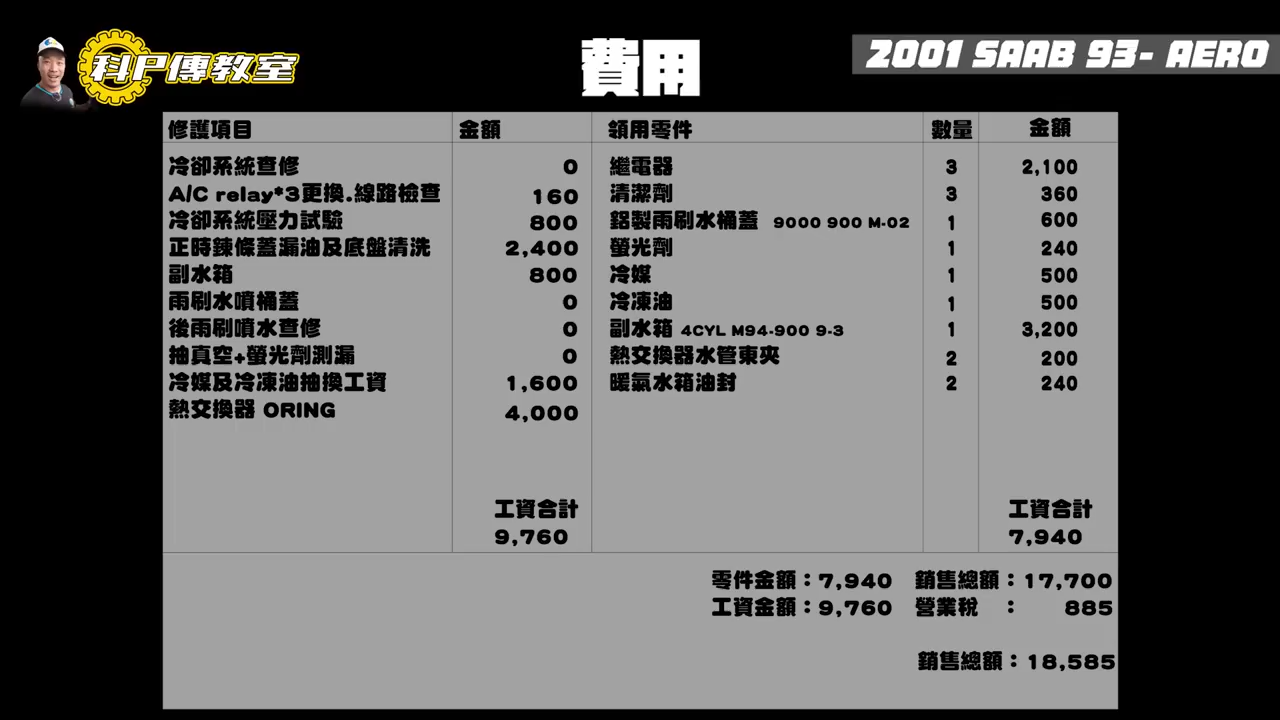 科P傳教室
費用
2001 SAAB 93- AERO
修護項目 金額 領用零件 數量 金額
冷卻系統查修 0 繼電器 3 2,100
A/C relay*3更換.線路檢查 160 清潔劑 3 360
冷卻系統壓力試驗 800 鋁製雨刷水桶蓋 9000 900 M-02 1 600
正時鍊條蓋漏油及底盤清洗 2,400 螢光劑 1 240
副水箱 800 冷媒 1 500
雨刷水噴桶蓋 0 冷凍油 1 500
後雨刷噴水查修 0 副水箱 4CYL M94-900 9-3 1 3,200
抽真空+螢光劑測漏 0 熱交換器水管束夾 2 200
冷媒及冷凍油抽換工資 1,600 暖氣水箱油封 2 240
熱交換器 ORING 4,000
工資合計 工資合計
9,760 7,940
零件金額：7,940 銷售總額：17,700
工資金額：9,760 營業稅 ： 885
銷售總額：18,585